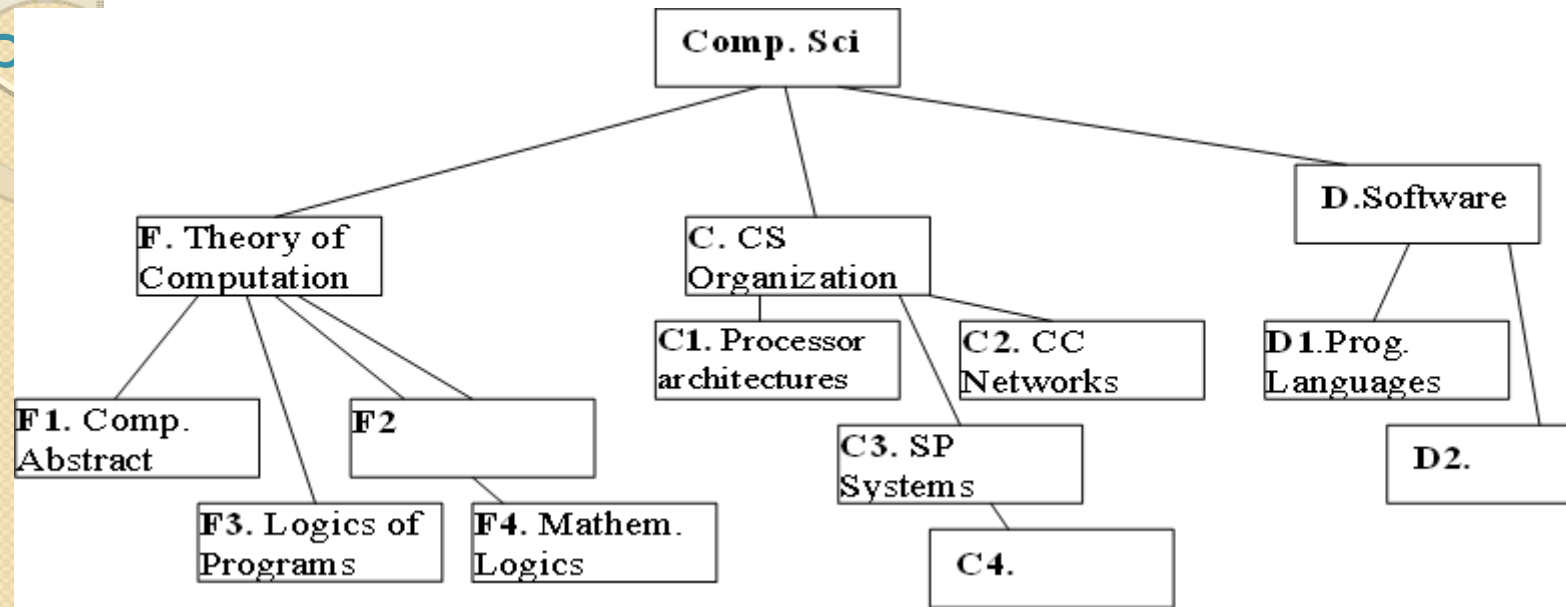 Comp. Sci
F. Theory of
Computation
C. CS
Organization
D.Software
C1. Processor
architectures
C2. CC
Networks
D1.Prog.
Languages
F1. Comp.
Abstract
F2
C3. SP
Systems
D2.
F3. Logics of
Programs
F4. Mathem.
Logics
C4.